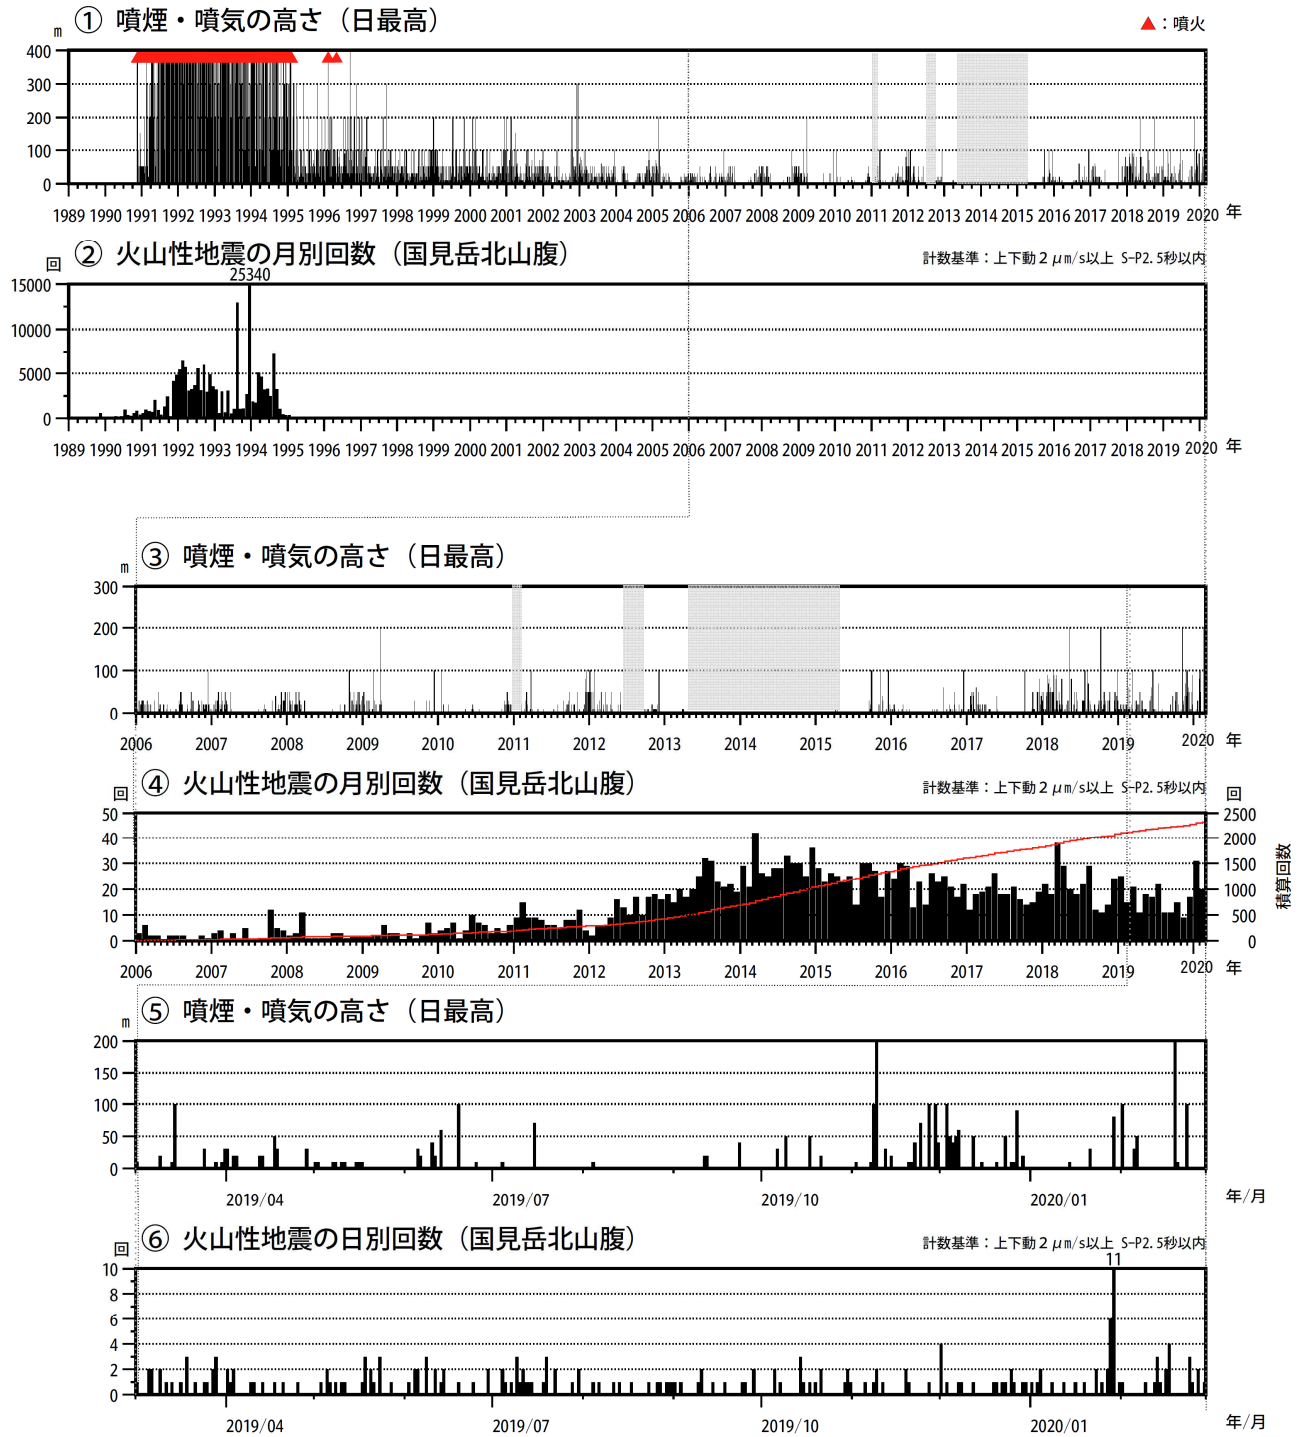 ① 噴煙・噴気の高さ（日最高）
▲：噴火
m
400
300
200
100
0
1989 1990 1991 1992 1993 1994 1995 1996 1997 1998 1999 2000 2001 2002 2003 2004 2005 2006 2007 2008 2009 2010 2011 2012 2013 2014 2015 2016 2017 2018 2019 2020 年
② 火山性地震の月別回数（国見岳北山腹）
計数基準：上下動２μm/s以上 S-P2.5秒以内
回
25340
15000
10000
5000
0
1989 1990 1991 1992 1993 1994 1995 1996 1997 1998 1999 2000 2001 2002 2003 2004 2005 2006 2007 2008 2009 2010 2011 2012 2013 2014 2015 2016 2017 2018 2019 2020 年
③ 噴煙・噴気の高さ（日最高）
m
300
200
100
0
2006 2007 2008 2009 2010 2011 2012 2013 2014 2015 2016 2017 2018 2019 2020 年
④ 火山性地震の月別回数（国見岳北山腹）
計数基準：上下動２μm/s以上 S-P2.5秒以内
回 回
50 2500
40 2000
30 1500
20 1000
10 500
0 0
積算回数
2006 2007 2008 2009 2010 2011 2012 2013 2014 2015 2016 2017 2018 2019 2020 年
⑤ 噴煙・噴気の高さ（日最高）
m
200
150
100
50
0
2019/04 2019/07 2019/10 2020/01 年/月
⑥ 火山性地震の日別回数（国見岳北山腹）
計数基準：上下動２μm/s以上 S-P2.5秒以内
回
11
10
8
6
4
2
0
2019/04 2019/07 2019/10 2020/01 年/月